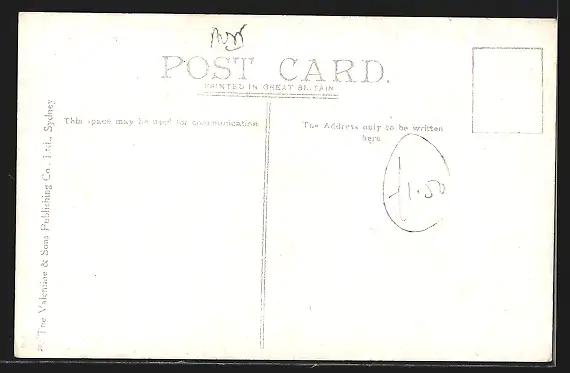 POST CARD.
PRINTED IN GREAT BRITAIN
This space may be used for communication
The Address only to be written
here
£1.50
The Valentine & Sons Publishing Co., Ltd., Sydney